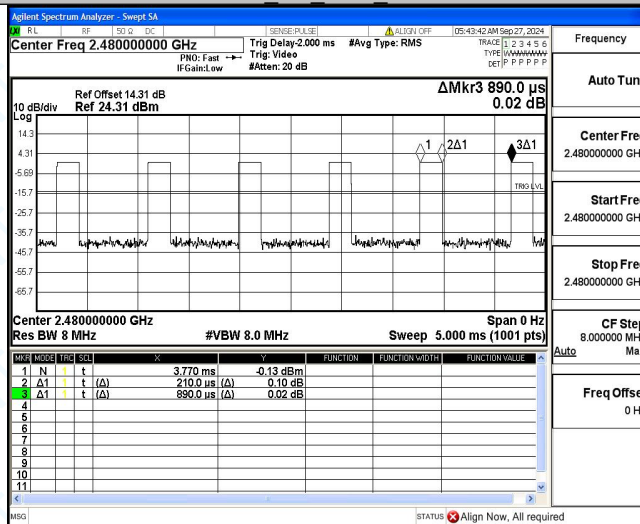 Agilent Spectrum Analyzer - Swept SA
RL RF 50 Ω DC SENSE:PULSE ALIGN OFF 05:43:42 AM Sep 27, 2024
Center Freq 2.480000000 GHz
PNO: Fast
IFGain:Low
Trig Delay-2.000 ms
Trig: Video
#Atten: 20 dB
#Avg Type: RMS
TRACE 1 2 3 4 5 6
TYPE
DET P P P P P P
Ref Offset 14.31 dB
10 dB/div Ref 24.31 dBm
Log
ΔMkr3 890.0 µs
0.02 dB
14.3
4.31
-5.69
-15.7
-25.7
-35.7
-45.7
-55.7
-65.7
1 2Δ1 3Δ1
TRIG LVL
Center 2.480000000 GHz Span 0 Hz
Res BW 8 MHz #VBW 8.0 MHz Sweep 5.000 ms (1001 pts)
MKR MODE TRC SCL X Y FUNCTION FUNCTION WIDTH FUNCTION VALUE
1 N 1 t 3.770 ms -0.13 dBm
2 Δ1 1 t (Δ) 210.0 µs (Δ) 0.10 dB
3 Δ1 1 t (Δ) 890.0 µs (Δ) 0.02 dB
4
5
6
7
8
9
10
11
MSG STATUS Align Now, All required
Frequency
Auto Tun
Center Fre
2.480000000 GH
Start Fre
2.480000000 GH
Stop Fre
2.480000000 GH
CF Ste
8.000000 MH
Auto Ma
Freq Offse
0 H